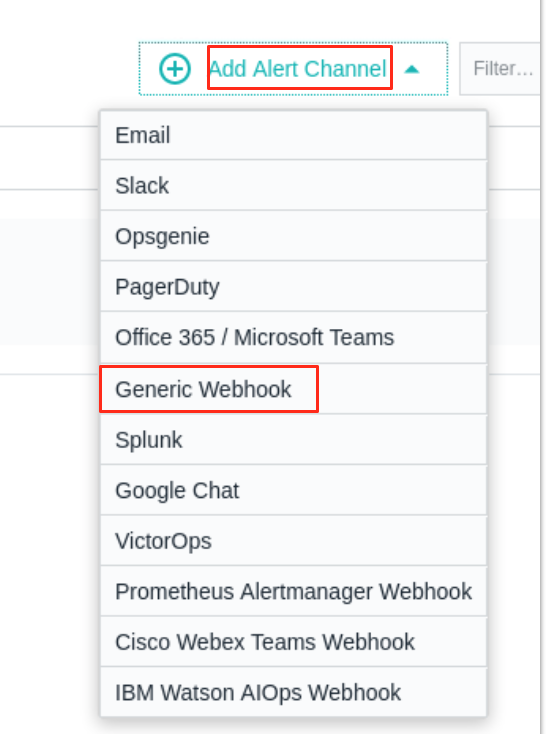 Add Alert Channel
Filter...
Email
Slack
Opsgenie
PagerDuty
Office 365 / Microsoft Teams
Generic Webhook
Splunk
Google Chat
VictorOps
Prometheus Alertmanager Webhook
Cisco Webex Teams Webhook
IBM Watson AIOps Webhook